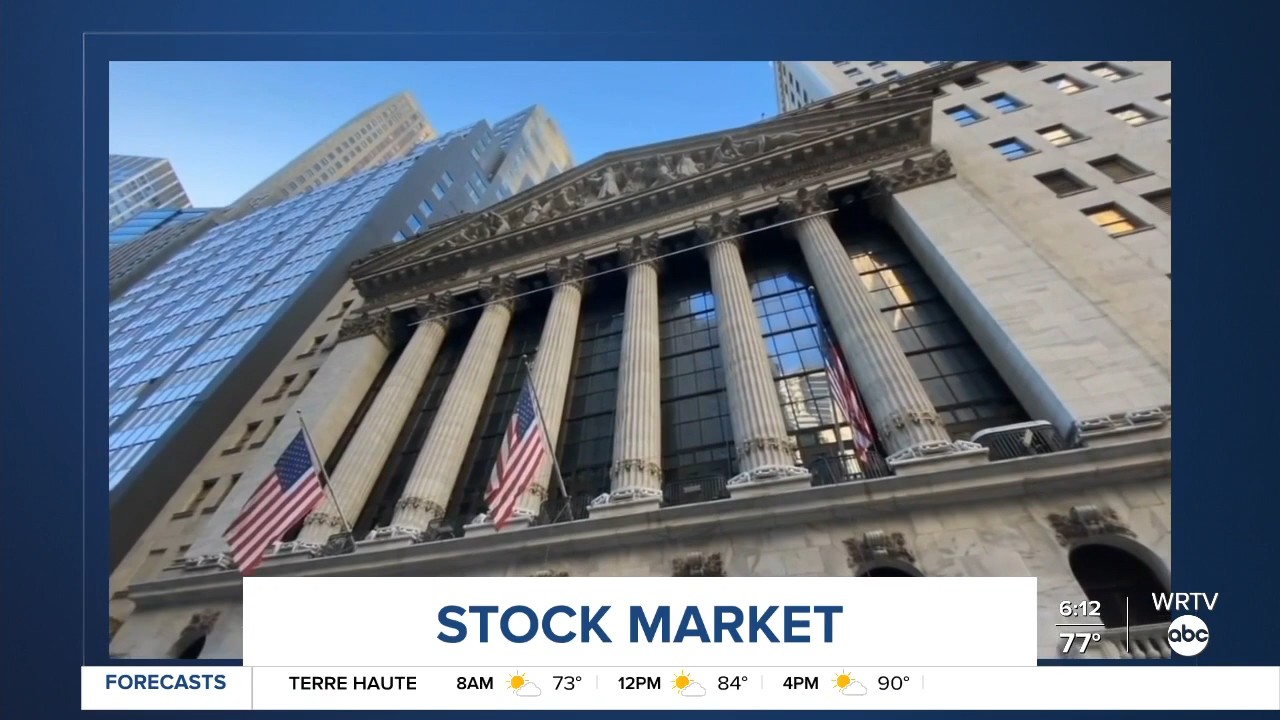 STOCK MARKET
6:12
77°
WRTV
abc
FORECASTS
TERRE HAUTE 8AM 73° 12PM 84° 4PM 90°